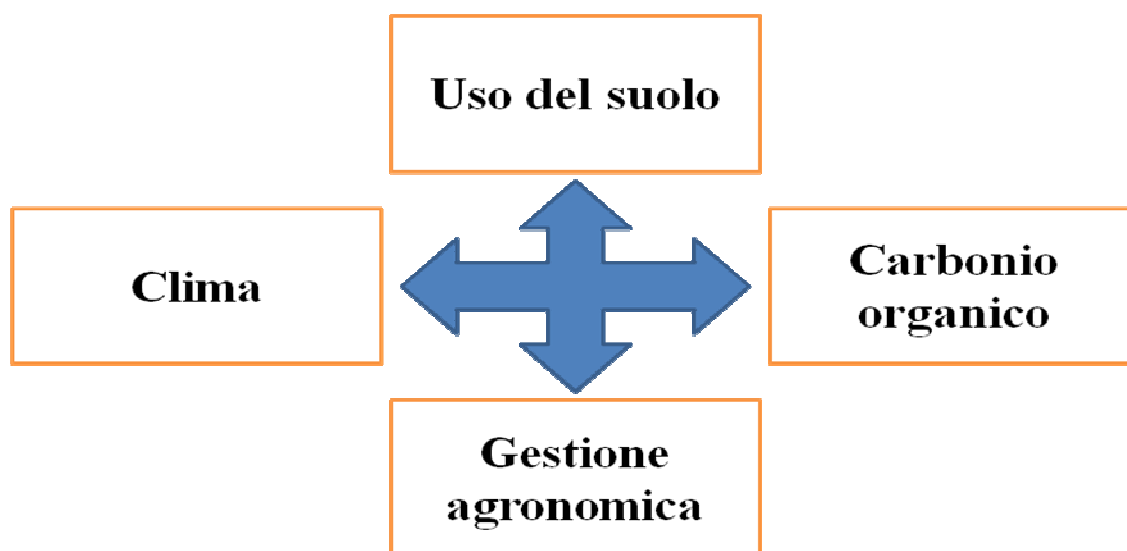 Uso del suolo
Clima
Carbonio
organico
Gestione
agronomica